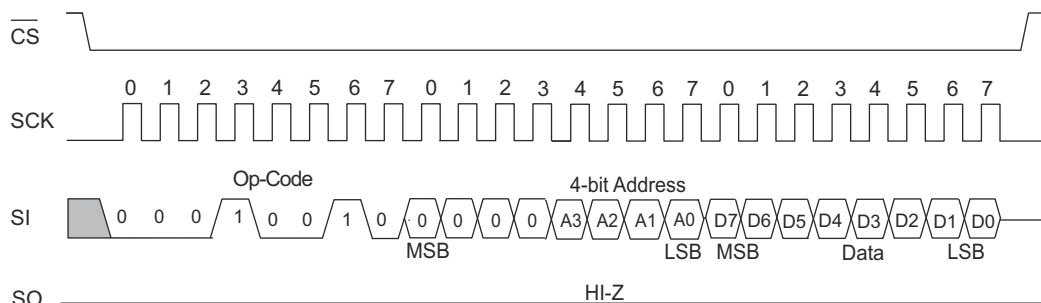 CS
0 1 2 3 4 5 6 7 0 1 2 3 4 5 6 7 0 1 2 3 4 5 6 7
SCK
Op-Code 4-bit Address
SI 0 0 0 1 0 0 1 0 0 0 0 0 A3 A2 A1 A0 D7 D6 D5 D4 D3 D2 D1 D0
MSB LSB MSB Data LSB
HI-Z
SO